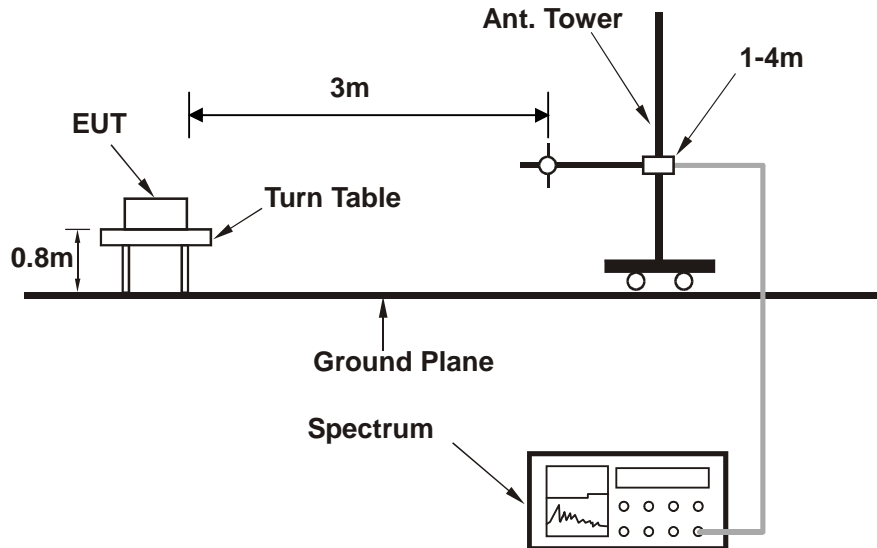 Ant. Tower
1-4m
3m
EUT
Turn Table
0.8m
Ground Plane
Spectrum